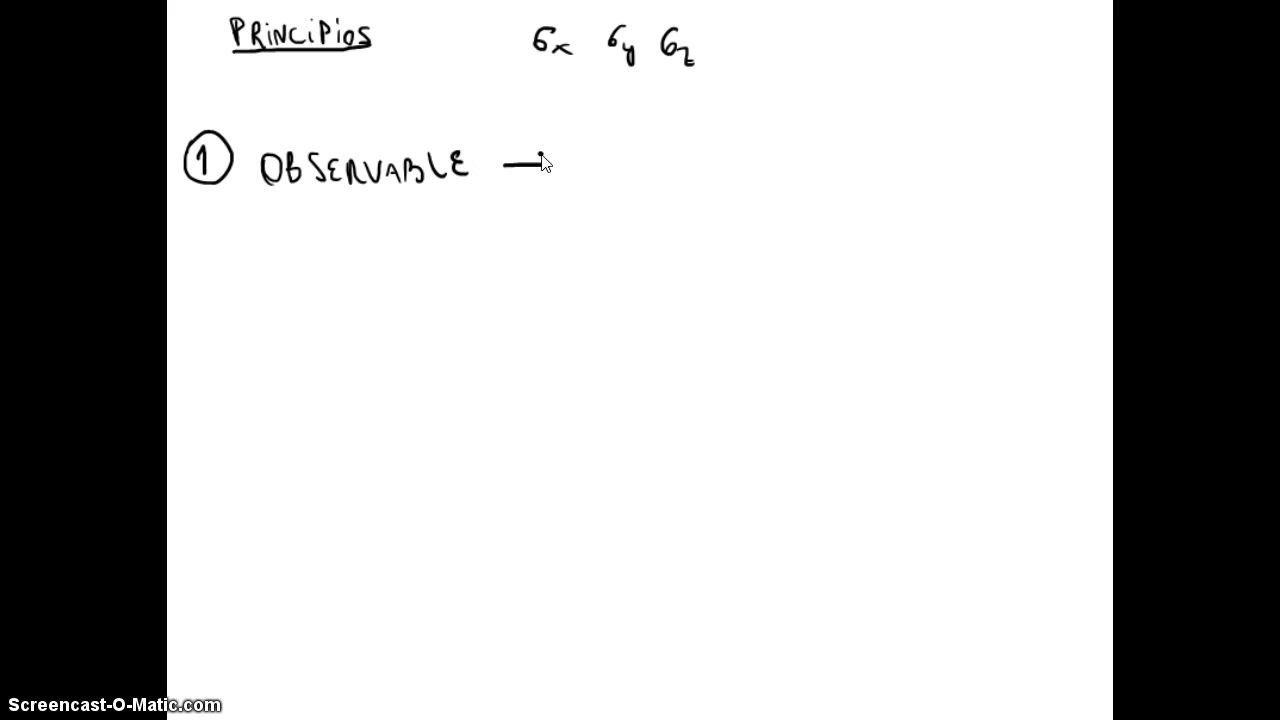 PRiNCiPiOS σx σy σz
① OBSERVABLE →
Screencast-O-Matic.com